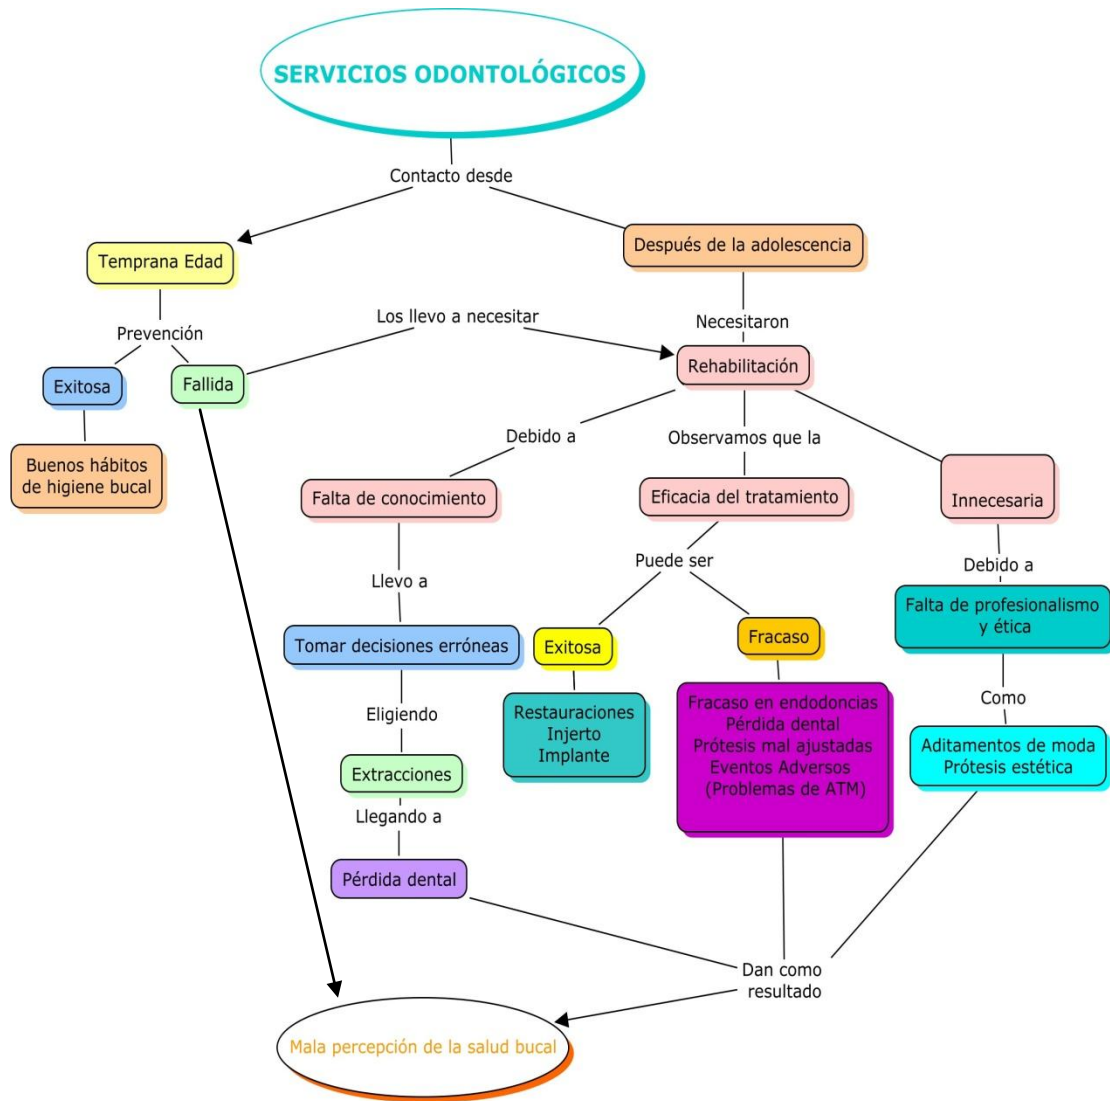 SERVICIOS ODONTOLÓGICOS
Contacto desde
Temprana Edad
Después de la adolescencia
Los llevo a necesitar
Necesitaron
Prevención
Rehabilitación
Exitosa
Fallida
Buenos hábitos
de higiene bucal
Debido a
Observamos que la
Falta de conocimiento
Eficacia del tratamiento
Innecesaria
Llevo a
Puede ser
Debido a
Falta de profesionalismo
y ética
Tomar decisiones erróneas
Exitosa
Fracaso
Eligiendo
Restauraciones
Injerto
Implante
Fracaso en endodoncias
Pérdida dental
Prótesis mal ajustadas
Eventos Adversos
(Problemas de ATM)
Como
Aditamentos de moda
Prótesis estética
Extracciones
Llegando a
Pérdida dental
Dan como
resultado
Mala percepción de la salud bucal